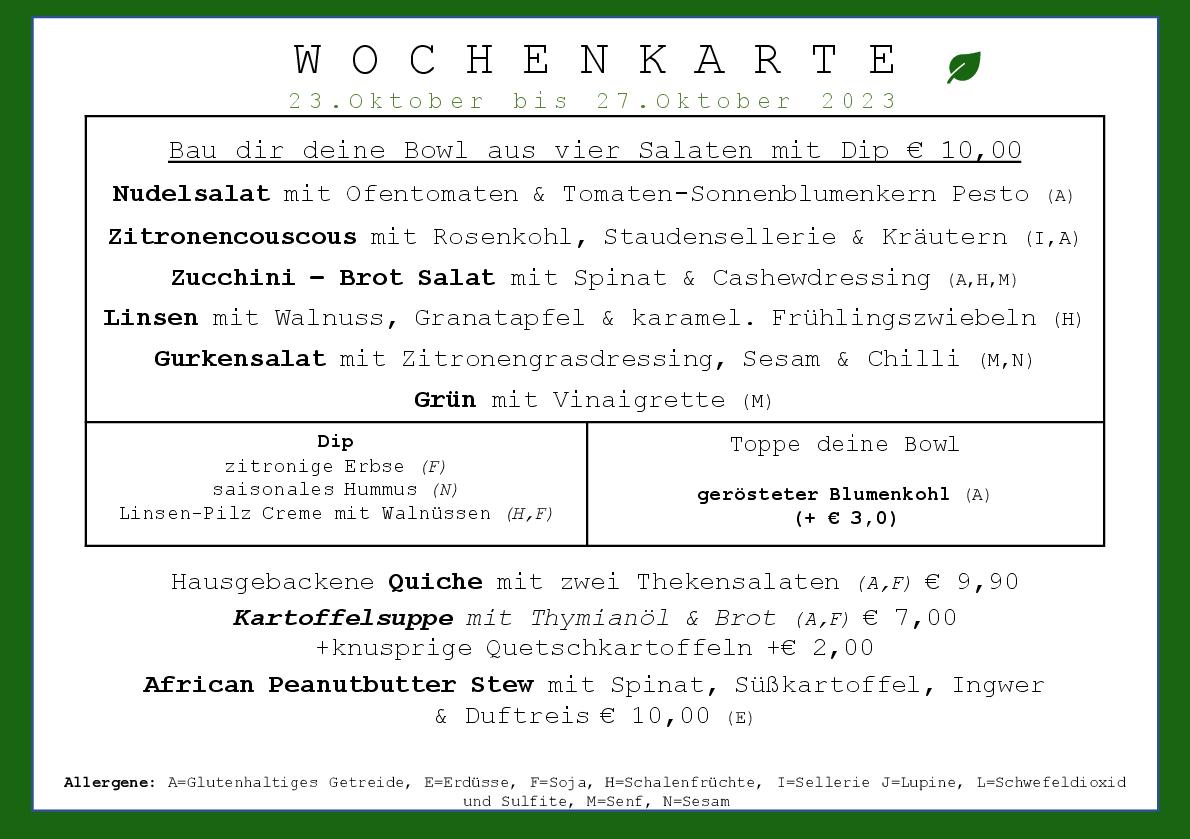 WOCHENKARTE
23.Oktober bis 27.Oktober 2023
Bau dir deine Bowl aus vier Salaten mit Dip € 10,00
Nudelsalat mit Ofentomaten & Tomaten-Sonnenblumenkern Pesto (A)
Zitronencouscous mit Rosenkohl, Staudensellerie & Kräutern (I,A)
Zucchini – Brot Salat mit Spinat & Cashewdressing (A,H,M)
Linsen mit Walnuss, Granatapfel & karamel. Frühlingszwiebeln (H)
Gurkensalat mit Zitronengrasdressing, Sesam & Chilli (M,N)
Grün mit Vinaigrette (M)
Dip
zitronige Erbse (F)
saisonales Hummus (N)
Linsen-Pilz Creme mit Walnüssen (H,F)
Toppe deine Bowl
gerösteter Blumenkohl (A)
(+ € 3,0)
Hausgebackene Quiche mit zwei Thekensalaten (A,F) € 9,90
Kartoffelsuppe mit Thymianöl & Brot (A,F) € 7,00
+knusprige Quetschkartoffeln +€ 2,00
African Peanutbutter Stew mit Spinat, Süßkartoffel, Ingwer
& Duftreis € 10,00 (E)
Allergene: A=Glutenhaltiges Getreide, E=Erdüsse, F=Soja, H=Schalenfrüchte, I=Sellerie J=Lupine, L=Schwefeldioxid
und Sulfite, M=Senf, N=Sesam